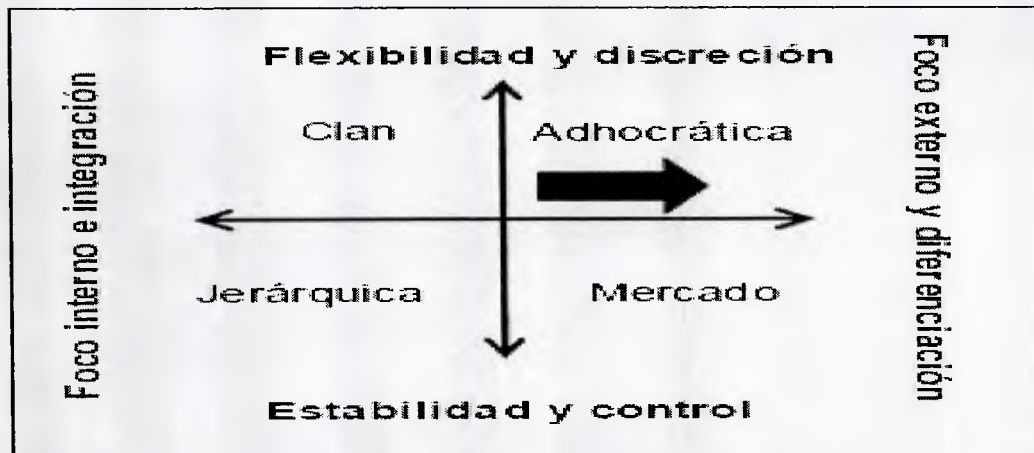 Flexibilidad y discreción
Foco interno e integración
Clan
Adhocrática
Foco externo y diferenciación
Jerárquica
Mercado
Estabilidad y control